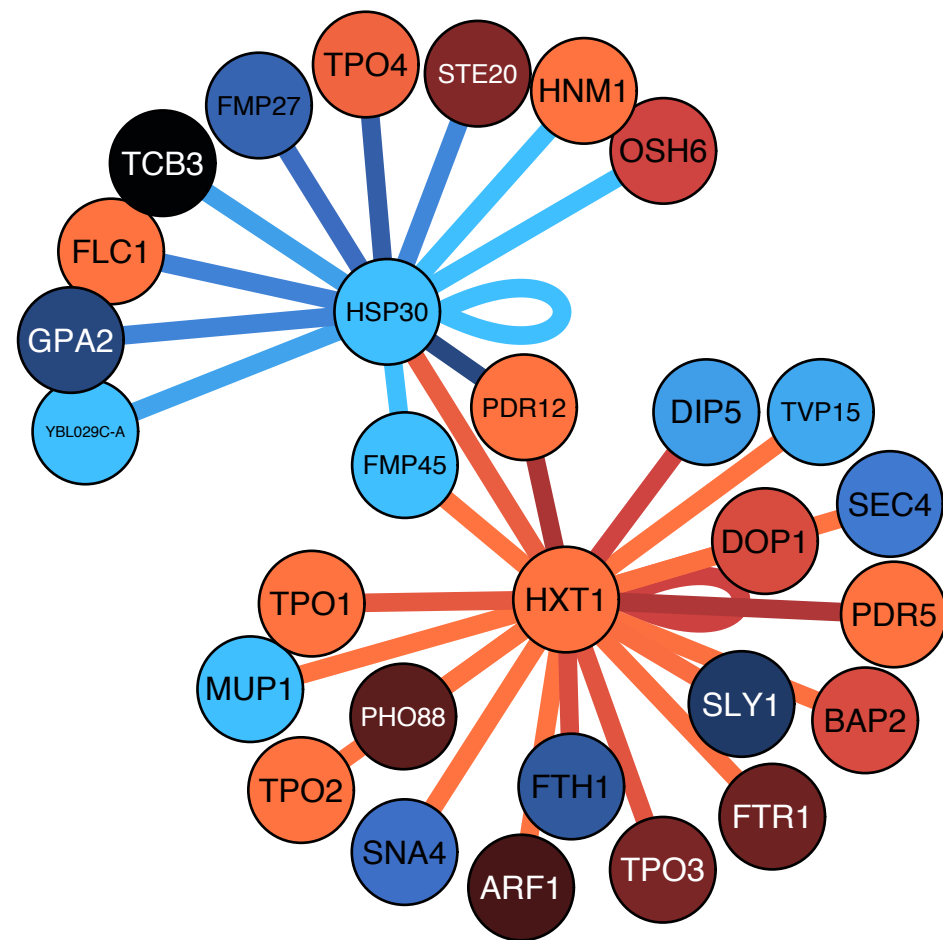 TPO4
STE20
HNM1
FMP27
OSH6
TCB3
FLC1
HSP30
GPA2
YBL029C-A
PDR12
DIP5
TVP15
FMP45
SEC4
DOP1
TPO1
HXT1
PDR5
MUP1
PHO88
SLY1
BAP2
TPO2
FTH1
FTR1
SNA4
TPO3
ARF1